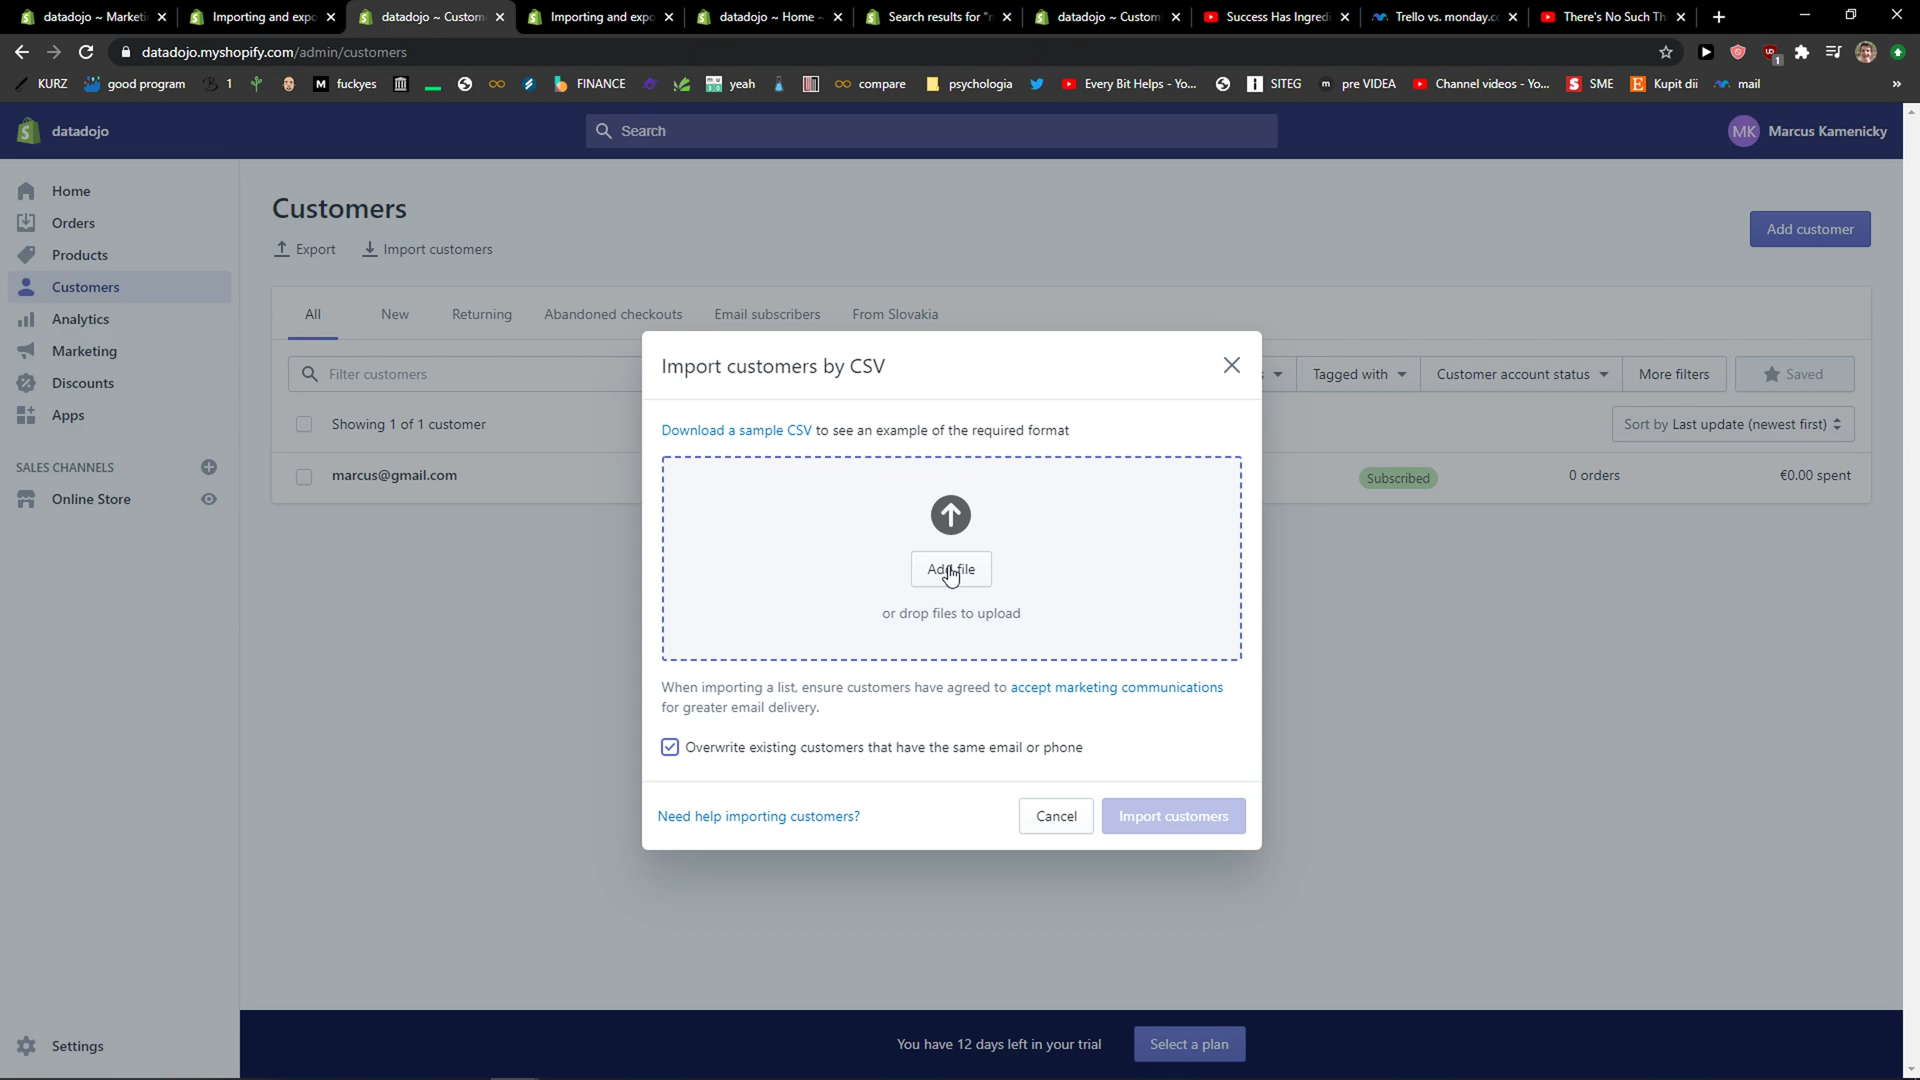 datadojo ~ Marketi
Importing and expo
datadojo ~ Custom
Importing and expo
datadojo ~ Home ~
Search results for "r
datadojo ~ Custom
Success Has Ingredi
Trello vs. monday.c
There's No Such Th
datadojo.myshopify.com/admin/customers
1
KURZ
good program
1
M fuckyes
FINANCE
yeah
compare
psychologia
Every Bit Helps - Yo...
SITEG
m pre VIDEA
Channel videos - Yo...
S SME
E Kupit dii
mail
»
datadojo
Search
MK Marcus Kamenicky
Home
Orders
Products
Customers
Analytics
Marketing
Discounts
Apps
SALES CHANNELS
Online Store
Settings
Customers
Export
Import customers
Add customer
All
New
Returning
Abandoned checkouts
Email subscribers
From Slovakia
Filter customers
Tagged with
Customer account status
More filters
Saved
Showing 1 of 1 customer
Sort by Last update (newest first)
marcus@gmail.com
Subscribed
0 orders
€0.00 spent
Import customers by CSV
Download a sample CSV to see an example of the required format
Add file
or drop files to upload
When importing a list, ensure customers have agreed to accept marketing communications
for greater email delivery.
Overwrite existing customers that have the same email or phone
Need help importing customers?
Cancel
Import customers
You have 12 days left in your trial
Select a plan